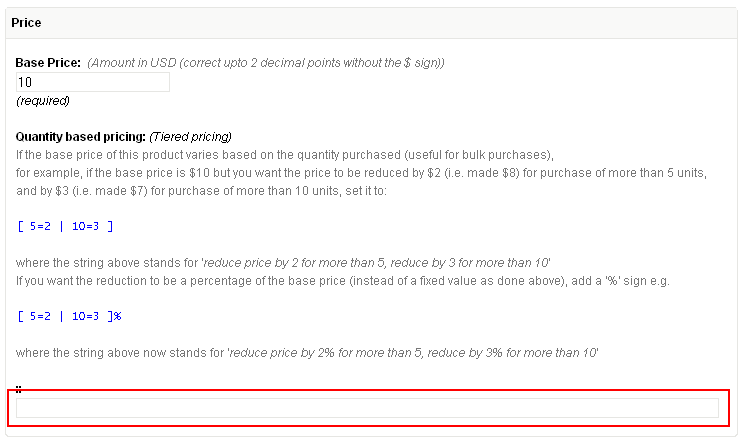 Price
Base Price: (Amount in USD (correct upto 2 decimal points without the $ sign))
10
(required)
Quantity based pricing: (Tiered pricing)
If the base price of this product varies based on the quantity purchased (useful for bulk purchases),
for example, if the base price is $10 but you want the price to be reduced by $2 (i.e. made $8) for purchase of more than 5 units,
and by $3 (i.e. made $7) for purchase of more than 10 units, set it to:
[ 5=2 | 10=3 ]
where the string above stands for 'reduce price by 2 for more than 5, reduce by 3 for more than 10'
If you want the reduction to be a percentage of the base price (instead of a fixed value as done above), add a '%' sign e.g.
[ 5=2 | 10=3 ]%
where the string above now stands for 'reduce price by 2% for more than 5, reduce by 3% for more than 10'
::